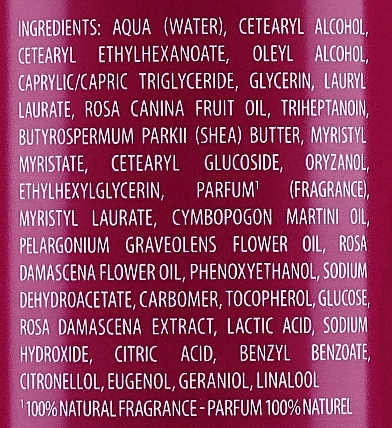 INGREDIENTS: AQUA (WATER), CETEARYL ALCOHOL,
CETEARYL ETHYLHEXANOATE, OLEYL ALCOHOL,
CAPRYLIC/CAPRIC TRIGLYCERIDE, GLYCERIN, LAURYL
LAURATE, ROSA CANINA FRUIT OIL, TRIHEPTANOIN,
BUTYROSPERMUM PARKII (SHEA) BUTTER, MYRISTYL
MYRISTATE, CETEARYL GLUCOSIDE, ORYZANOL,
ETHYLHEXYLGLYCERIN, PARFUM¹ (FRAGRANCE),
MYRISTYL LAURATE, CYMBOPOGON MARTINI OIL,
PELARGONIUM GRAVEOLENS FLOWER OIL, ROSA
DAMASCENA FLOWER OIL, PHENOXYETHANOL, SODIUM
DEHYDROACETATE, CARBOMER, TOCOPHEROL, GLUCOSE,
ROSA DAMASCENA EXTRACT, LACTIC ACID, SODIUM
HYDROXIDE, CITRIC ACID, BENZYL BENZOATE,
CITRONELLOL, EUGENOL, GERANIOL, LINALOOL
¹100% NATURAL FRAGRANCE - PARFUM 100% NATUREL